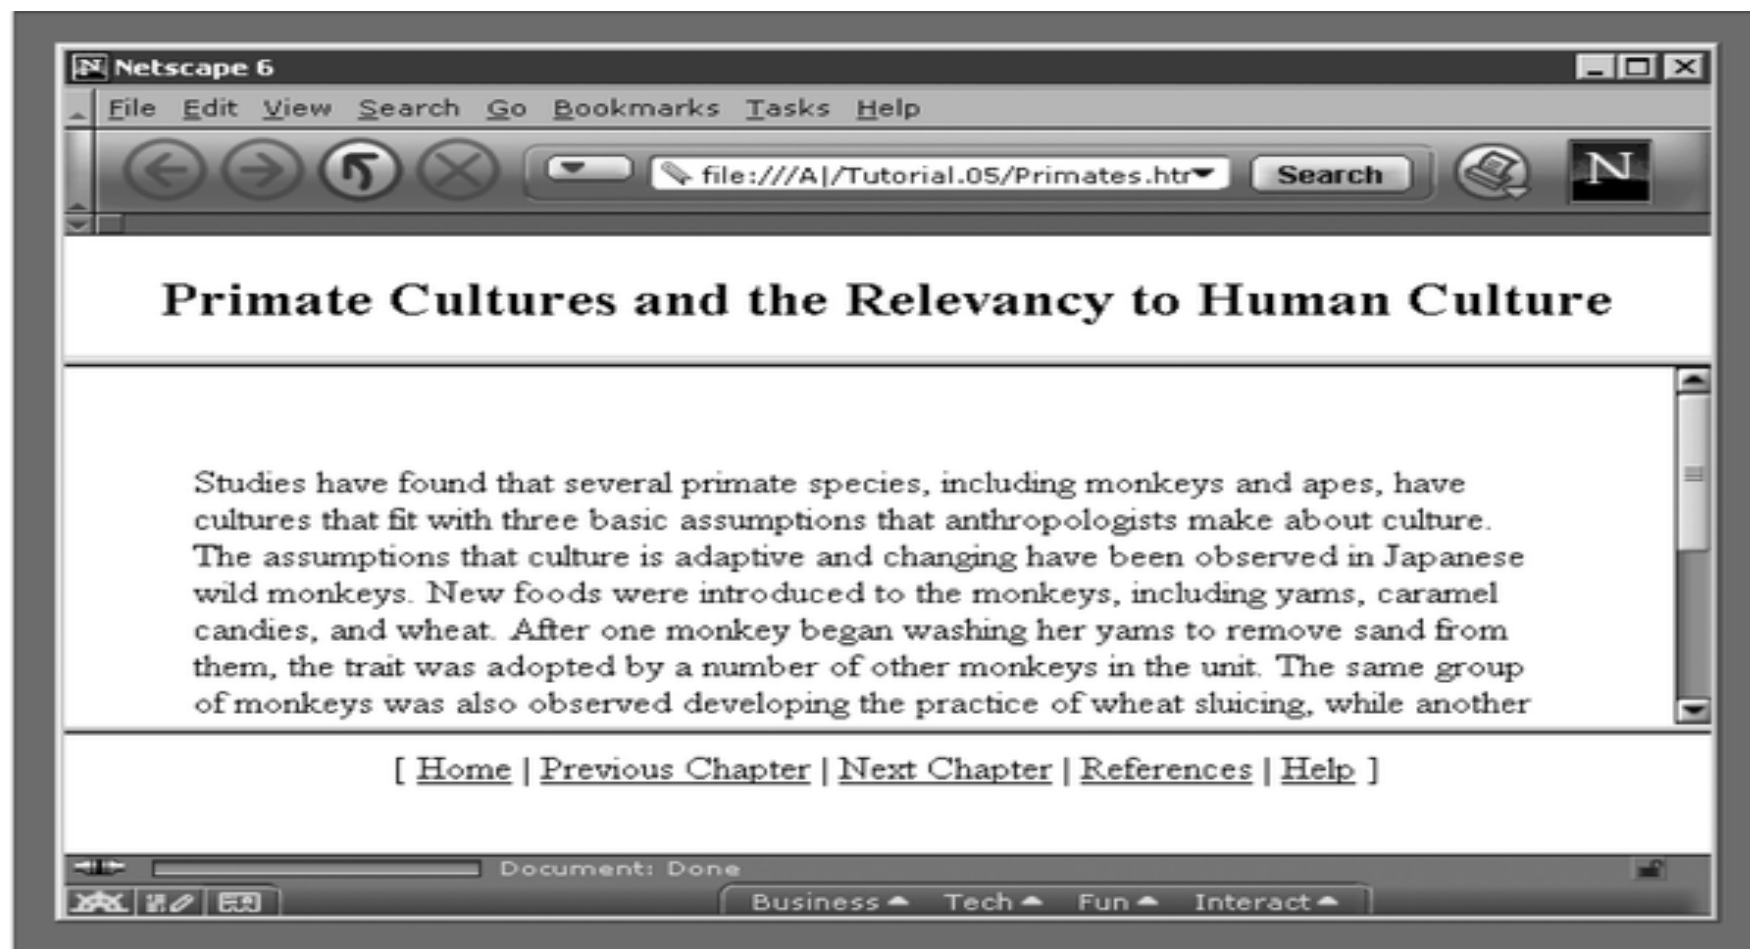 Netscape 6
File Edit View Search Go Bookmarks Tasks Help
file:///A|/Tutorial.05/Primates.htr Search N
Primate Cultures and the Relevancy to Human Culture
Studies have found that several primate species, including monkeys and apes, have
cultures that fit with three basic assumptions that anthropologists make about culture.
The assumptions that culture is adaptive and changing have been observed in Japanese
wild monkeys. New foods were introduced to the monkeys, including yams, caramel
candies, and wheat. After one monkey began washing her yams to remove sand from
them, the trait was adopted by a number of other monkeys in the unit. The same group
of monkeys was also observed developing the practice of wheat sluicing, while another
[ Home | Previous Chapter | Next Chapter | References | Help ]
Document: Done
Business Tech Fun Interact